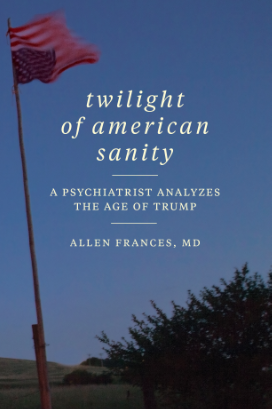 twilight
of american
sanity
A PSYCHIATRIST ANALYZES
THE AGE OF TRUMP
ALLEN FRANCES, MD